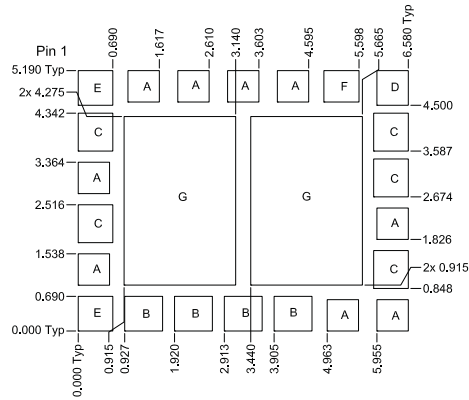 Pin 1
0.690
1.617
2.610
3.140
3.603
4.595
5.598
5.665
6.580 Typ
5.190 Typ
2x 4.275
4.342
3.364
2.516
1.538
0.690
0.000 Typ
E A A A A F D
C C
A C
G G
C A
A C
E B B B B A A
4.500
3.587
2.674
1.826
2x 0.915
0.848
0.000 Typ
0.915
0.927
1.920
2.913
3.440
3.905
4.963
5.955